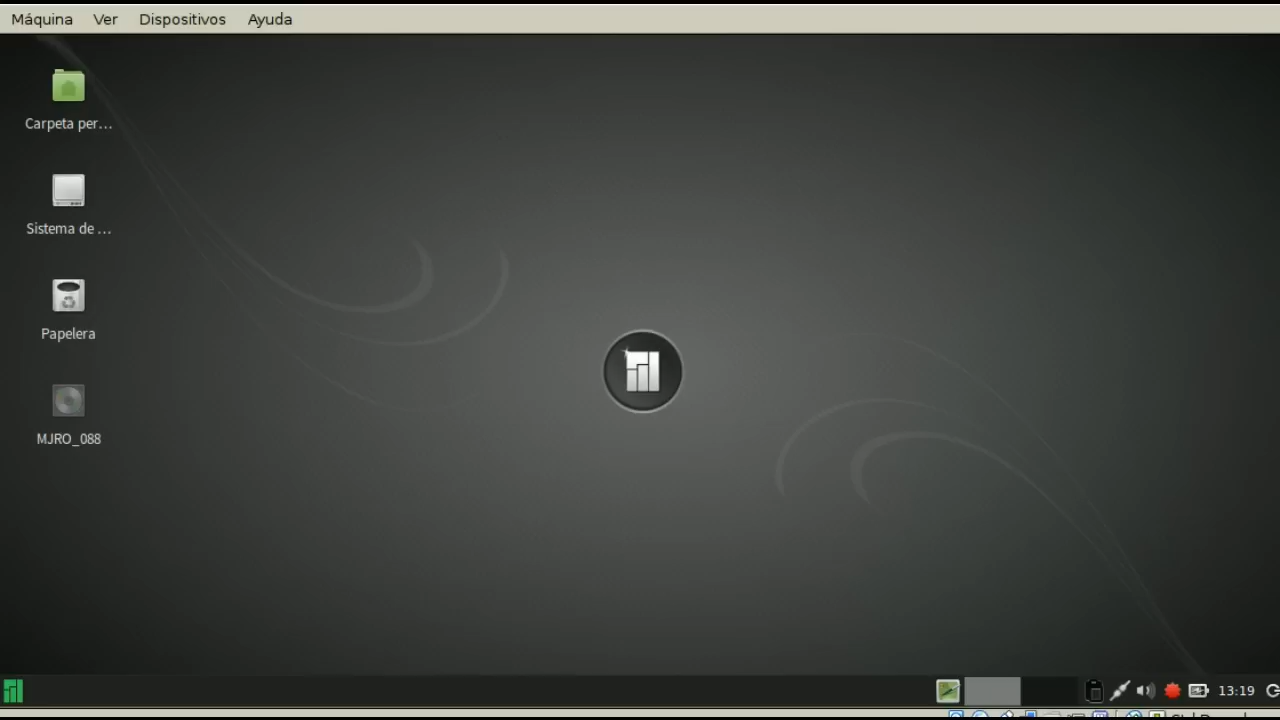 Máquina Ver Dispositivos Ayuda
Carpeta per...
Sistema de ...
Papelera
MJRO_088
13:19